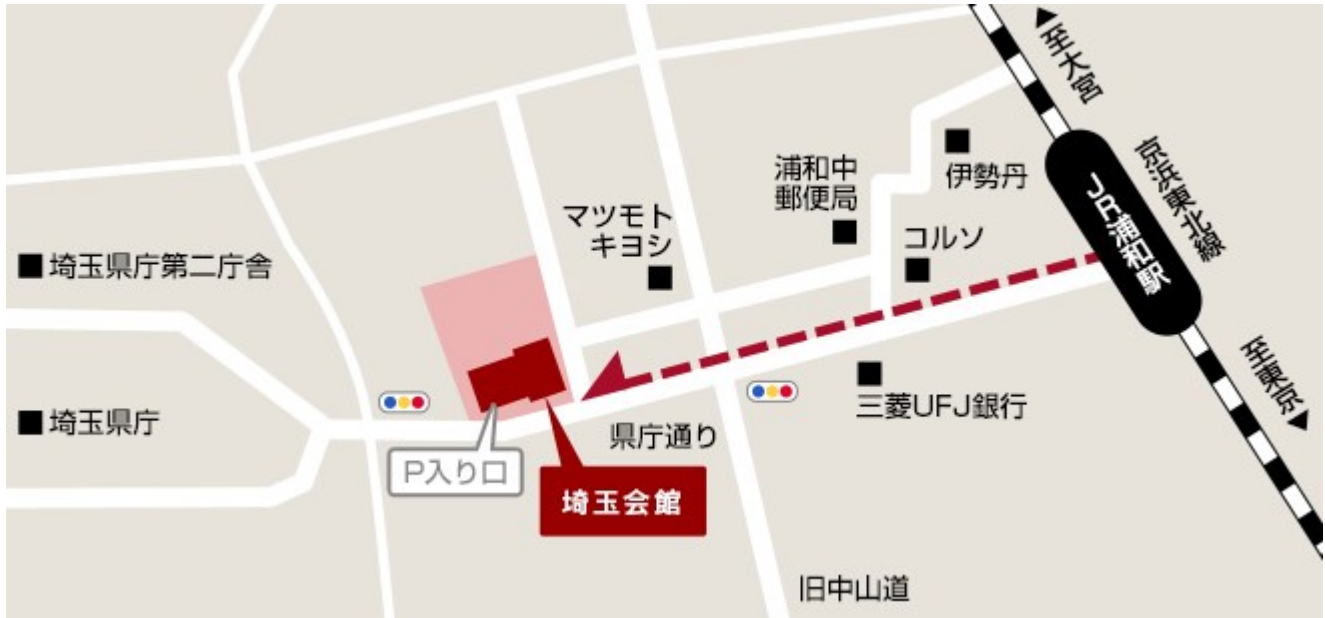 ▲至大宮
京浜東北線
JR浦和駅
至東京▼
伊勢丹
浦和中
郵便局
コルソ
マツモト
キヨシ
■埼玉県庁第二庁舎
三菱UFJ銀行
■埼玉県庁
県庁通り
P入り口
埼玉会館
旧中山道